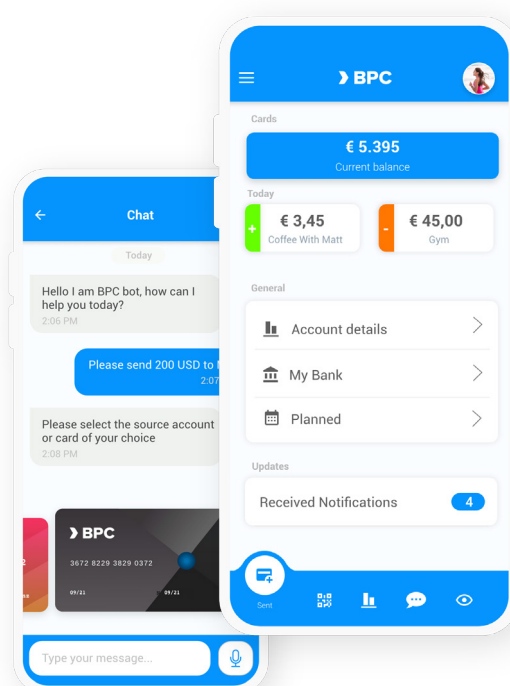 BPC
Cards
€ 5.395
Current balance
Today
+
€ 3,45
Coffee With Matt
-
€ 45,00
Gym
General
Account details
My Bank
Planned
Updates
Received Notifications
4
Sent
Chat
Today
Hello I am BPC bot, how can I
help you today?
2:06 PM
Please send 200 USD to
2:07
Please select the source account
or card of your choice
2:08 PM
BPC
3672 8229 3829 0372
09/21
09/21
Type your message...